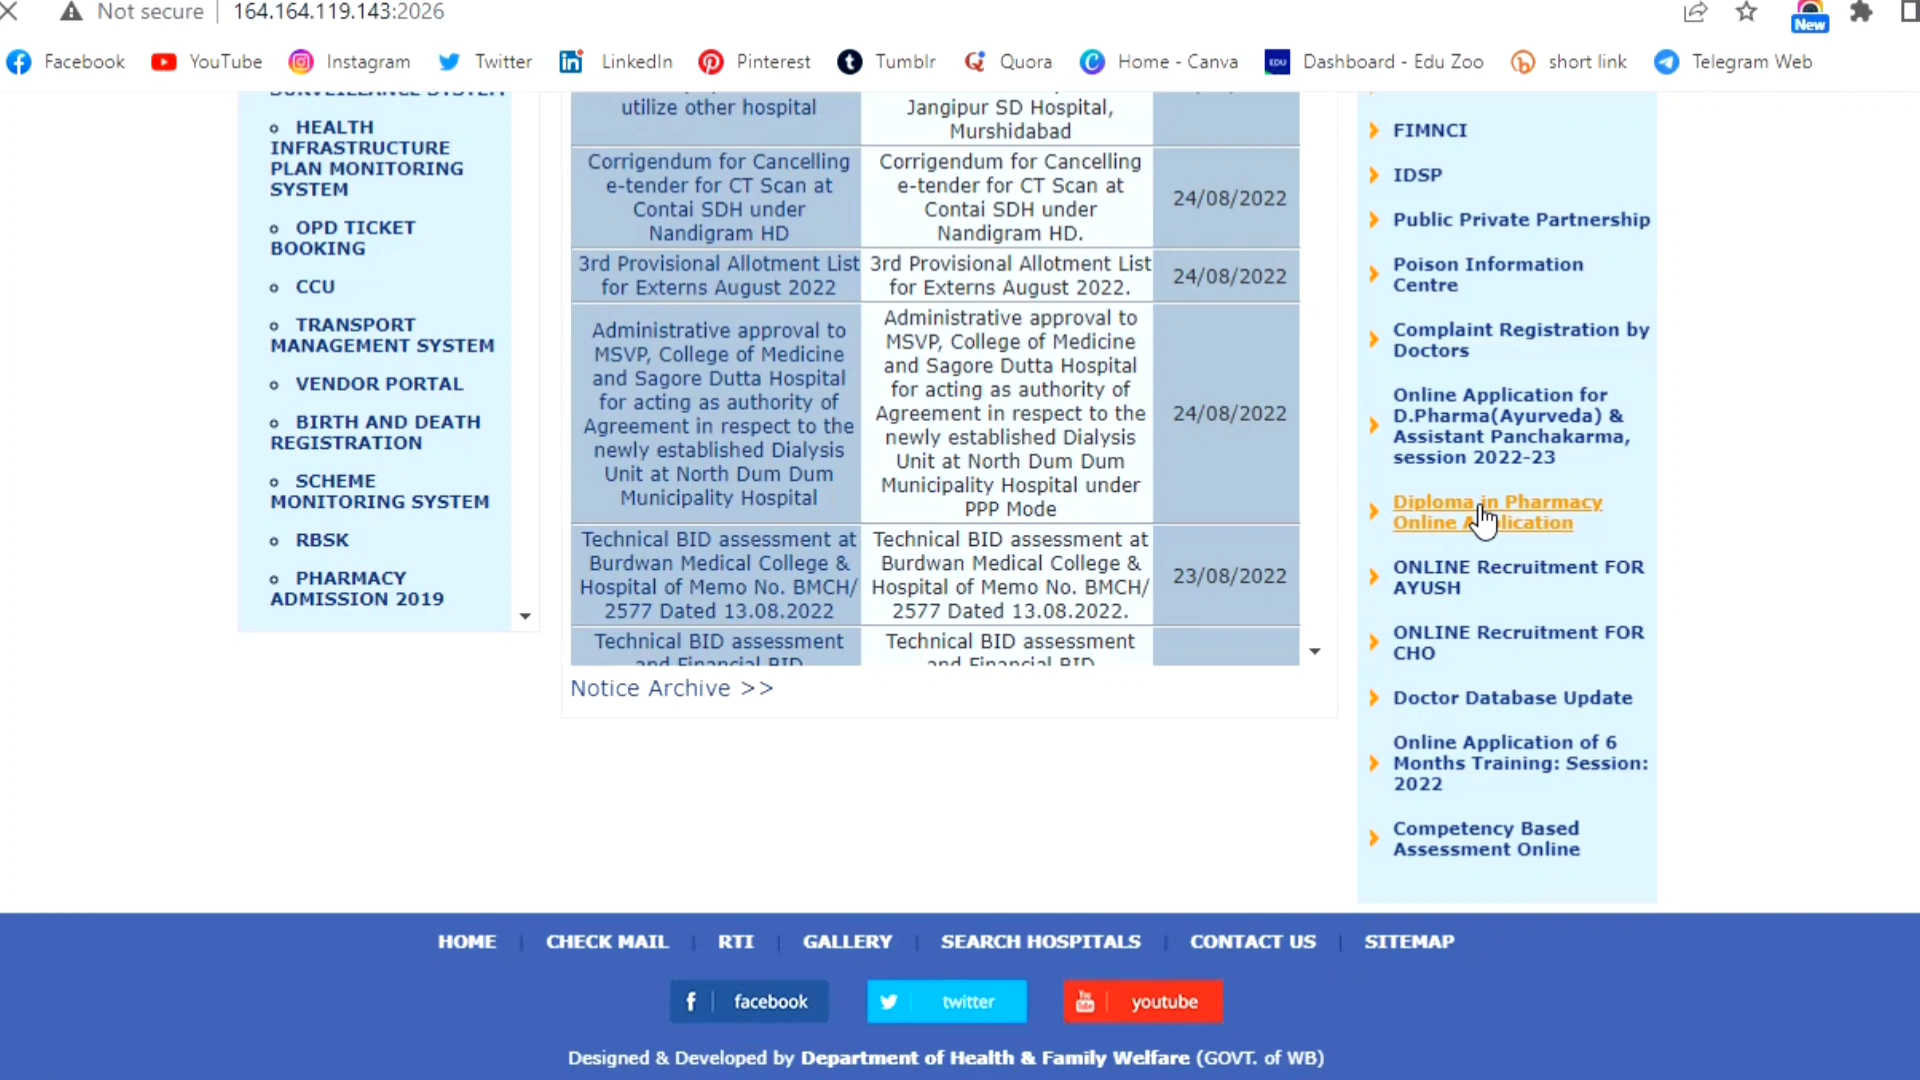 Not secure
164.164.119.143:2026
New
Facebook
YouTube
Instagram
Twitter
LinkedIn
Pinterest
Tumblr
Quora
Home - Canva
EDU
Dashboard - Edu Zoo
short link
Telegram Web
SURVEILLANCE SYSTEM
HEALTH
INFRASTRUCTURE
PLAN MONITORING
SYSTEM
OPD TICKET
BOOKING
CCU
TRANSPORT
MANAGEMENT SYSTEM
VENDOR PORTAL
BIRTH AND DEATH
REGISTRATION
SCHEME
MONITORING SYSTEM
RBSK
PHARMACY
ADMISSION 2019
utilize other hospital
Jangipur SD Hospital,
Murshidabad
Corrigendum for Cancelling
e-tender for CT Scan at
Contai SDH under
Nandigram HD
Corrigendum for Cancelling
e-tender for CT Scan at
Contai SDH under
Nandigram HD.
24/08/2022
3rd Provisional Allotment List
for Externs August 2022
3rd Provisional Allotment List
for Externs August 2022.
24/08/2022
Administrative approval to
MSVP, College of Medicine
and Sagore Dutta Hospital
for acting as authority of
Agreement in respect to the
newly established Dialysis
Unit at North Dum Dum
Municipality Hospital
Administrative approval to
MSVP, College of Medicine
and Sagore Dutta Hospital
for acting as authority of
Agreement in respect to the
newly established Dialysis
Unit at North Dum Dum
Municipality Hospital under
PPP Mode
24/08/2022
Technical BID assessment at
Burdwan Medical College &
Hospital of Memo No. BMCH/
2577 Dated 13.08.2022
Technical BID assessment at
Burdwan Medical College &
Hospital of Memo No. BMCH/
2577 Dated 13.08.2022.
23/08/2022
Technical BID assessment
and Financial BID
Technical BID assessment
and Financial BID
Notice Archive >>
FIMNCI
IDSP
Public Private Partnership
Poison Information
Centre
Complaint Registration by
Doctors
Online Application for
D.Pharma(Ayurveda) &
Assistant Panchakarma,
session 2022-23
Diploma in Pharmacy
Online Application
ONLINE Recruitment FOR
AYUSH
ONLINE Recruitment FOR
CHO
Doctor Database Update
Online Application of 6
Months Training: Session:
2022
Competency Based
Assessment Online
HOME
CHECK MAIL
RTI
GALLERY
SEARCH HOSPITALS
CONTACT US
SITEMAP
facebook
twitter
youtube
Designed & Developed by Department of Health & Family Welfare (GOVT. of WB)